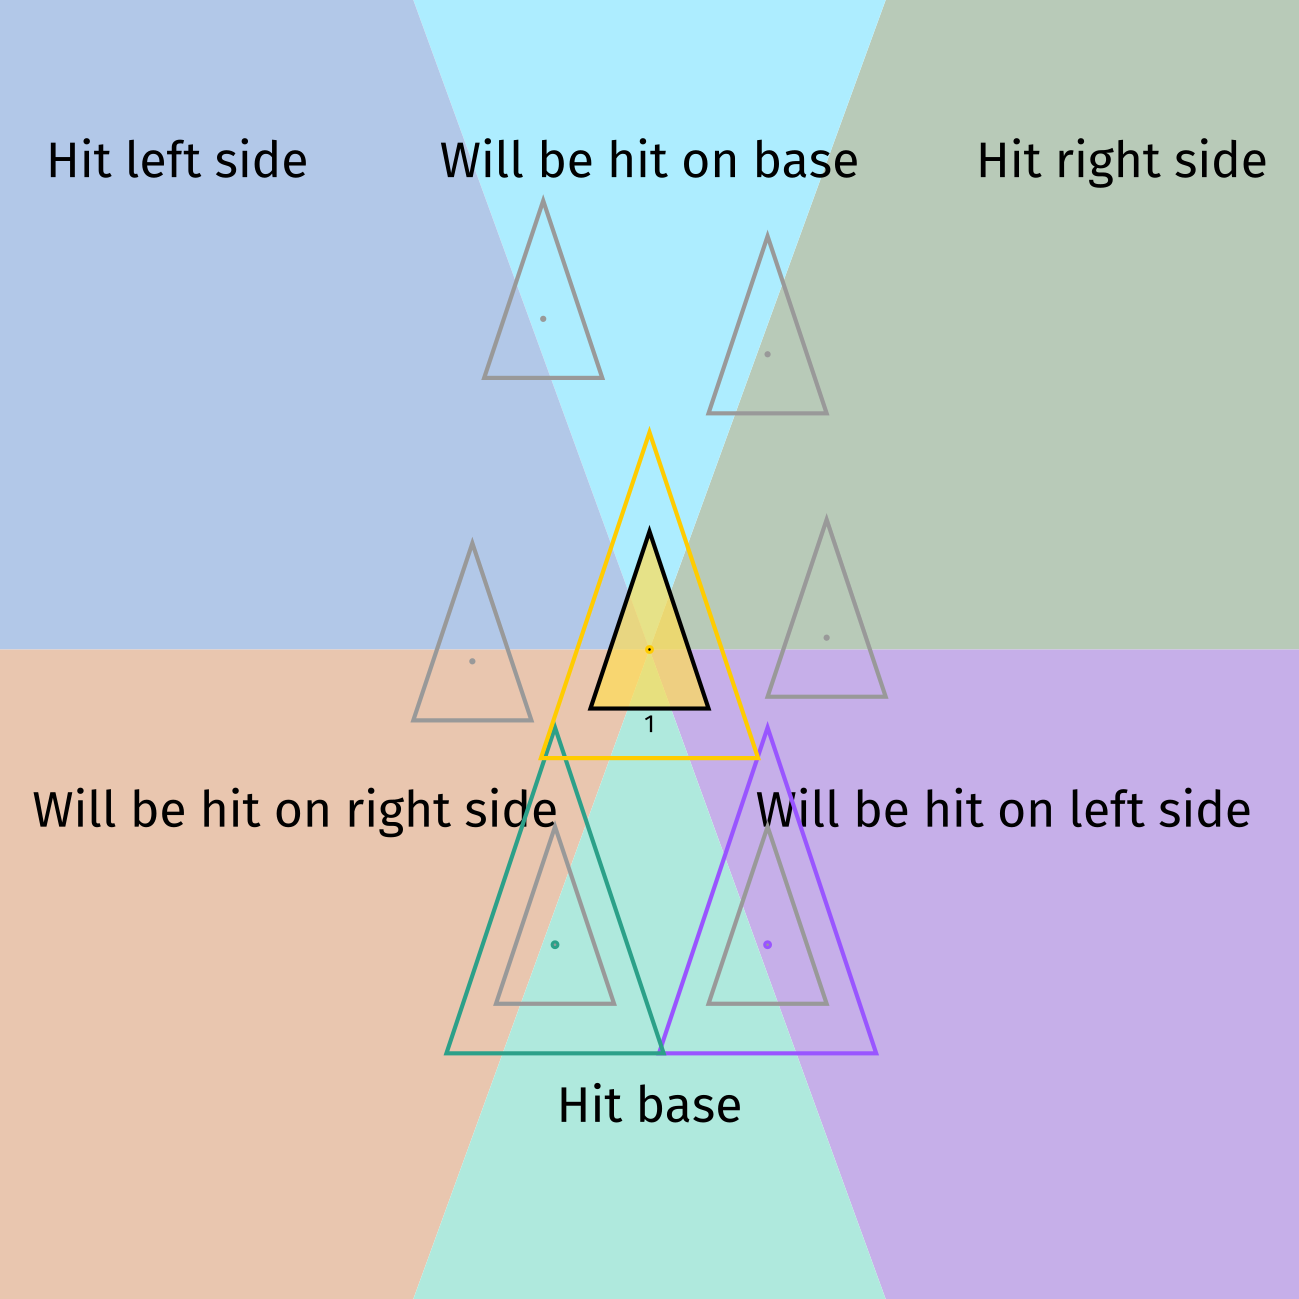 Hit left side
Will be hit on base
Hit right side
1
Will be hit on right side
Will be hit on left side
Hit base